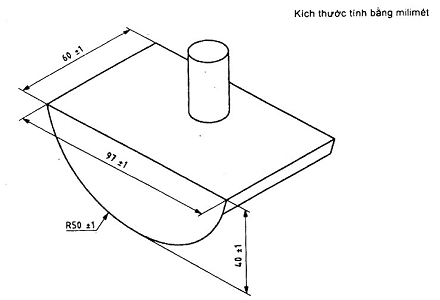 Kích thước tính bằng milimét
60 ±1
97 ±1
R50 ±1
40 ±1